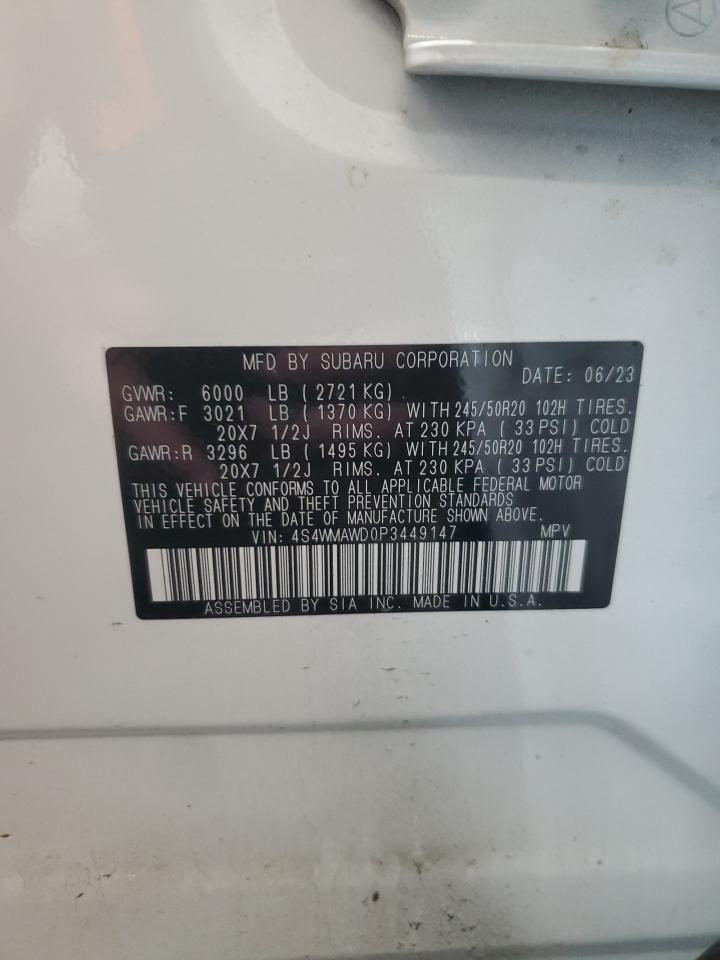 MFD BY SUBARU CORPORATION
DATE: 06/23
GVWR: 6000 LB ( 2721 KG)
GAWR:F 3021 LB ( 1370 KG) WITH 245/50R20 102H TIRES.
20X7 1/2J RIMS. AT 230 KPA ( 33 PSI) COLD
GAWR:R 3296 LB ( 1495 KG) WITH 245/50R20 102H TIRES.
20X7 1/2J RIMS. AT 230 KPA ( 33 PSI) COLD
THIS VEHICLE CONFORMS TO ALL APPLICABLE FEDERAL MOTOR
VEHICLE SAFETY AND THEFT PREVENTION STANDARDS
IN EFFECT ON THE DATE OF MANUFACTURE SHOWN ABOVE.
VIN: 4S4WMAWD0P3449147 MPV
ASSEMBLED BY SIA INC. MADE IN U.S.A.